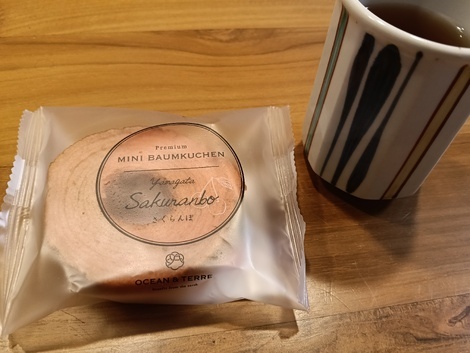 Premium
MINI BAUMKUCHEN
Yamagata
Sakuranbo
さくらんぼ
OCEAN & TERRE